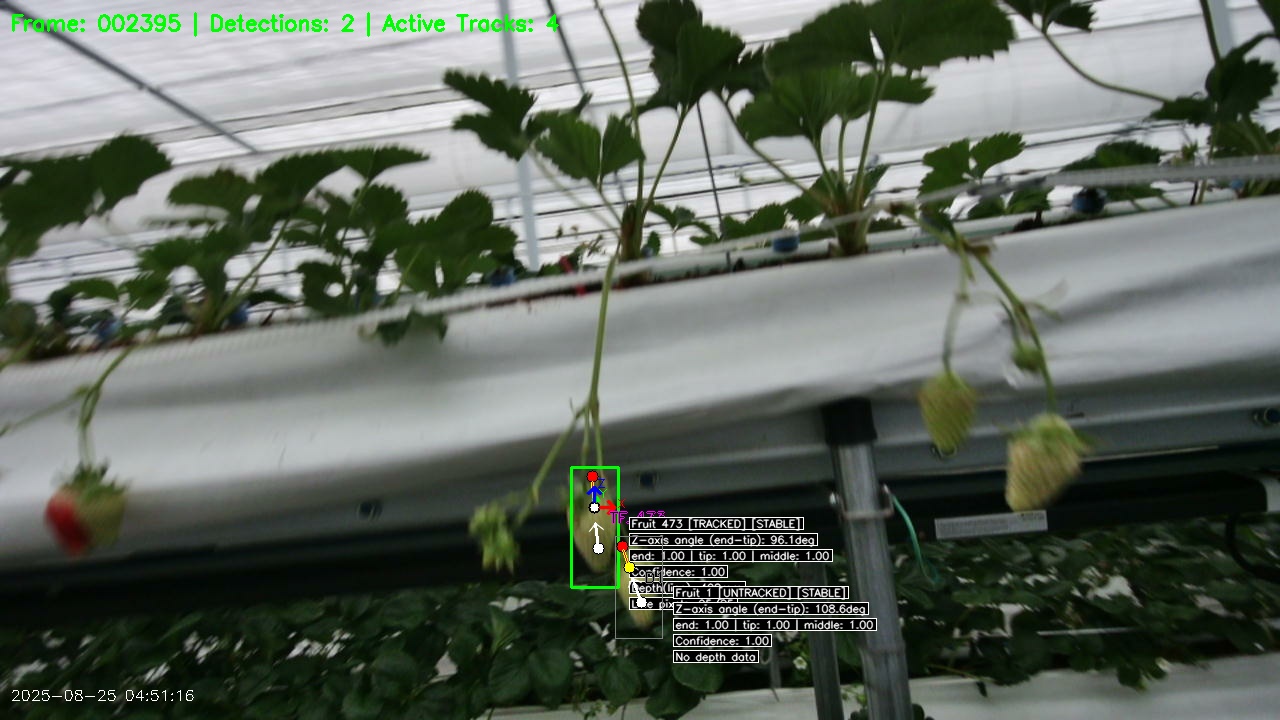 Frame: 002395 | Detections: 2 | Active Tracks: 4
Fruit 473 [TRACKED] [STABLE]
Z-axis angle (end-tip): 96.1deg
end: 1.00 | tip: 1.00 | middle: 1.00
Confidence: 1.00
Fruit 1 [UNTRACKED] [STABLE]
Z-axis angle (end-tip): 108.6deg
end: 1.00 | tip: 1.00 | middle: 1.00
Confidence: 1.00
No depth data
2025-08-25 04:51:16